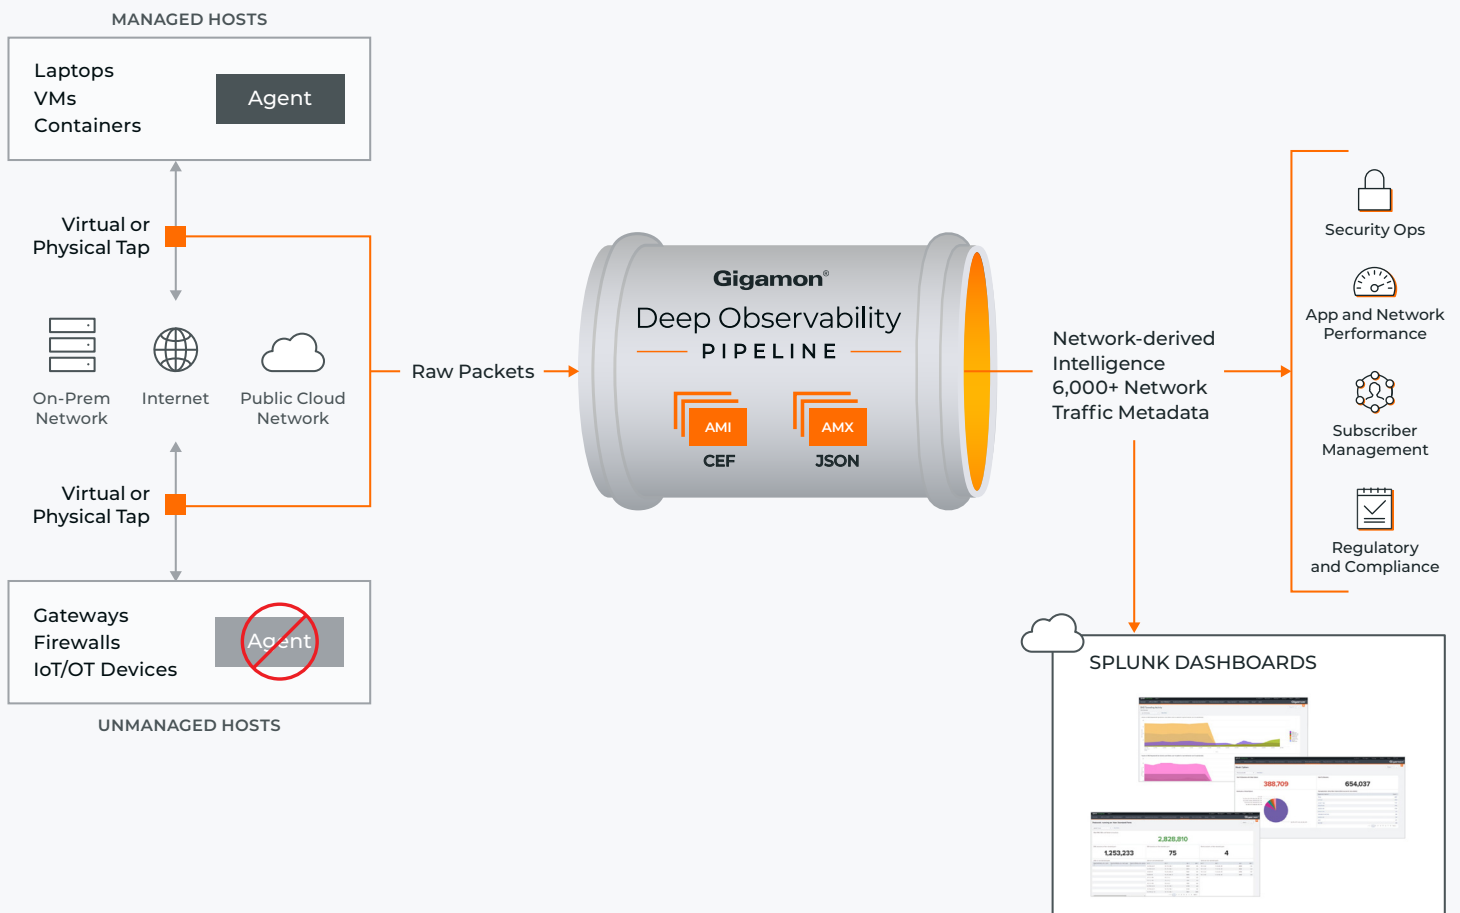 MANAGED HOSTS
Laptops
VMs
Containers
Agent
Virtual or
Physical Tap
On-Prem
Network
Internet
Public Cloud
Network
Virtual or
Physical Tap
Gateways
Firewalls
IoT/OT Devices
Agent
UNMANAGED HOSTS
Raw Packets
Gigamon®
Deep Observability
PIPELINE
AMI
CEF
AMX
JSON
Network-derived
Intelligence
6,000+ Network
Traffic Metadata
Security Ops
App and Network
Performance
Subscriber
Management
Regulatory
and Compliance
SPLUNK DASHBOARDS
Gigamon
388,709
654,037
2,828,810
1,253,233
75
4